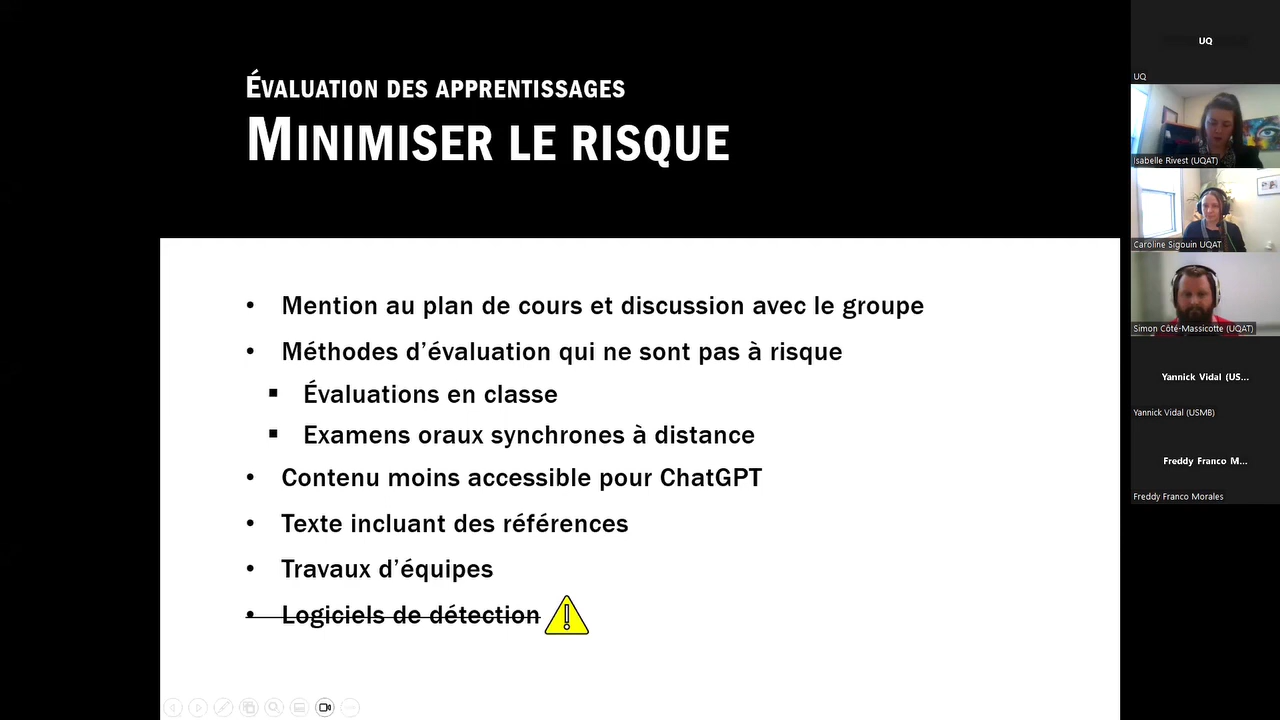 ÉVALUATION DES APPRENTISSAGES
MINIMISER LE RISQUE
• Mention au plan de cours et discussion avec le groupe
• Méthodes d’évaluation qui ne sont pas à risque
▪ Évaluations en classe
▪ Examens oraux synchrones à distance
• Contenu moins accessible pour ChatGPT
• Texte incluant des références
• Travaux d’équipes
• Logiciels de détection
UQ
UQ
Isabelle Rivest (UQAT)
Caroline Sigouin UQAT
Simon Côté-Massicotte (UQAT)
Yannick Vidal (US...
Yannick Vidal (USMB)
Freddy Franco M...
Freddy Franco Morales